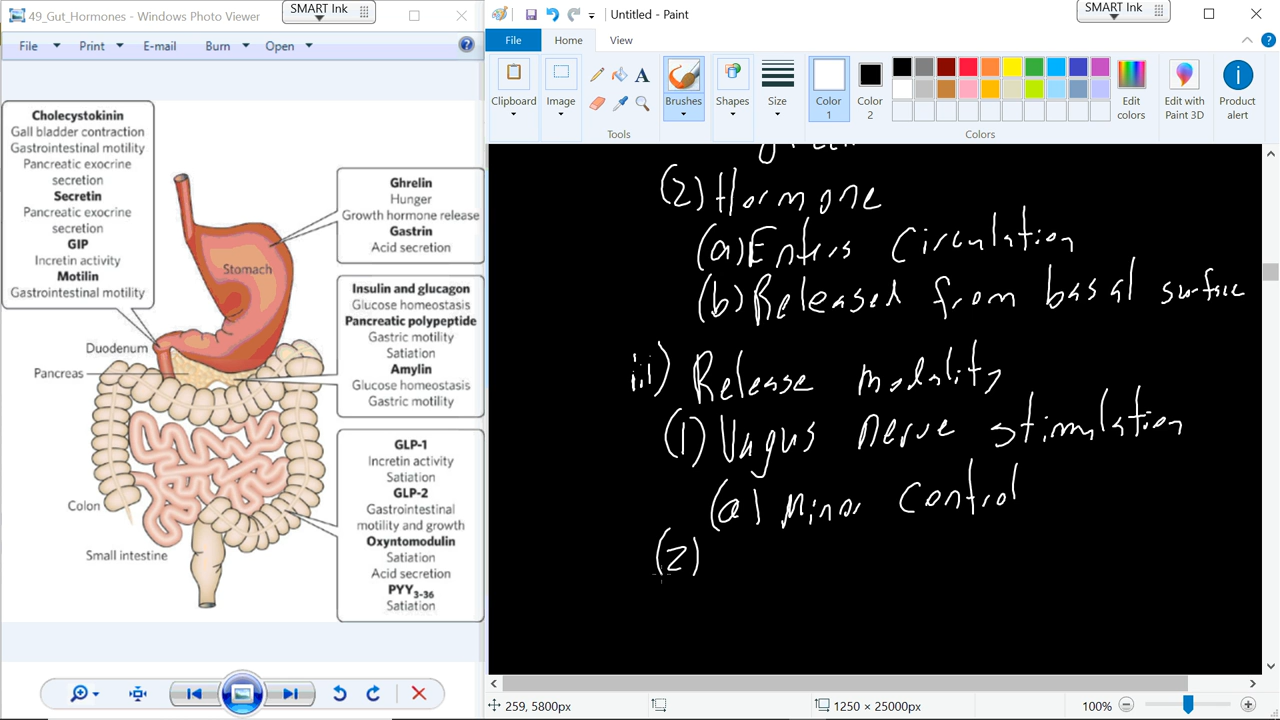 49_Gut_Hormones - Windows Photo Viewer
SMART Ink
File Print E-mail Burn Open
Cholecystokinin
Gall bladder contraction
Gastrointestinal motility
Pancreatic exocrine
secretion
Secretin
Pancreatic exocrine
secretion
GIP
Incretin activity
Motilin
Gastrointestinal motility
Ghrelin
Hunger
Growth hormone release
Gastrin
Acid secretion
Stomach
Insulin and glucagon
Glucose homeostasis
Pancreatic polypeptide
Gastric motility
Satiation
Amylin
Glucose homeostasis
Gastric motility
Duodenum
Pancreas
GLP-1
Incretin activity
Satiation
GLP-2
Gastrointestinal
motility and growth
Oxyntomodulin
Satiation
Acid secretion
PYY3-36
Satiation
Colon
Small intestine
Untitled - Paint
SMART Ink
File Home View
Clipboard
Image
Tools
Brushes
Shapes
Size
Color
1
Color
2
Colors
Edit
colors
Edit with
Paint 3D
Product
alert
(2) Hormone
(a) Enters circulation
(b) Released from basal surface
iii) Release modality
(1) Vagus nerve stimulation
(a) Minor control
(2)
259, 5800px
1250 × 25000px
100%